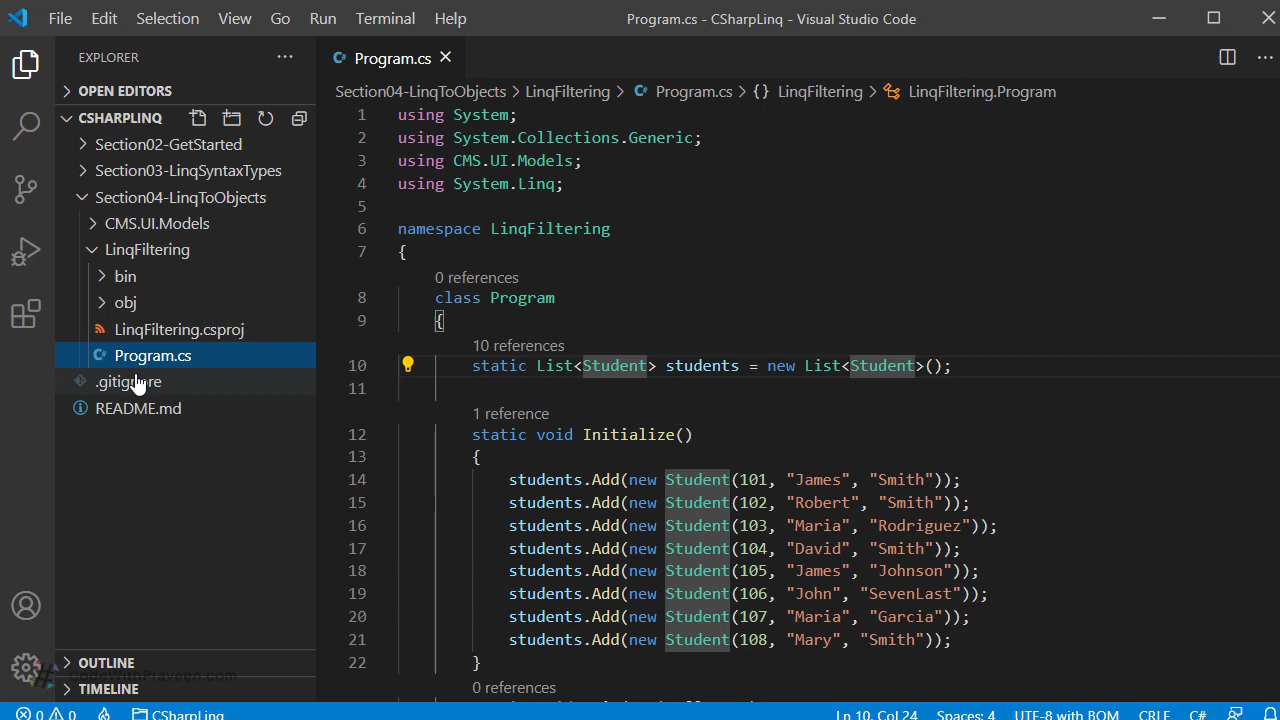 File Edit Selection View Go Run Terminal Help
Program.cs - CSharpLinq - Visual Studio Code
EXPLORER
OPEN EDITORS
CSHARPLINQ
Section02-GetStarted
Section03-LinqSyntaxTypes
Section04-LinqToObjects
CMS.UI.Models
LinqFiltering
bin
obj
LinqFiltering.csproj
Program.cs
.gitignore
README.md
OUTLINE
CodeWithPraveen.com
TIMELINE
Program.cs
Section04-LinqToObjects > LinqFiltering > Program.cs > {} LinqFiltering > LinqFiltering.Program
1 using System;
2 using System.Collections.Generic;
3 using CMS.UI.Models;
4 using System.Linq;
5
6 namespace LinqFiltering
7 {
0 references
8 class Program
9 {
10 references
10 static List<Student> students = new List<Student>();
11
1 reference
12 static void Initialize()
13 {
14 students.Add(new Student(101, "James", "Smith"));
15 students.Add(new Student(102, "Robert", "Smith"));
16 students.Add(new Student(103, "Maria", "Rodriguez"));
17 students.Add(new Student(104, "David", "Smith"));
18 students.Add(new Student(105, "James", "Johnson"));
19 students.Add(new Student(106, "John", "SevenLast"));
20 students.Add(new Student(107, "Maria", "Garcia"));
21 students.Add(new Student(108, "Mary", "Smith"));
22 }
0 references
0 0 CSharpLinq Ln 10, Col 24 Spaces: 4 UTF-8 with BOM CRLF C#